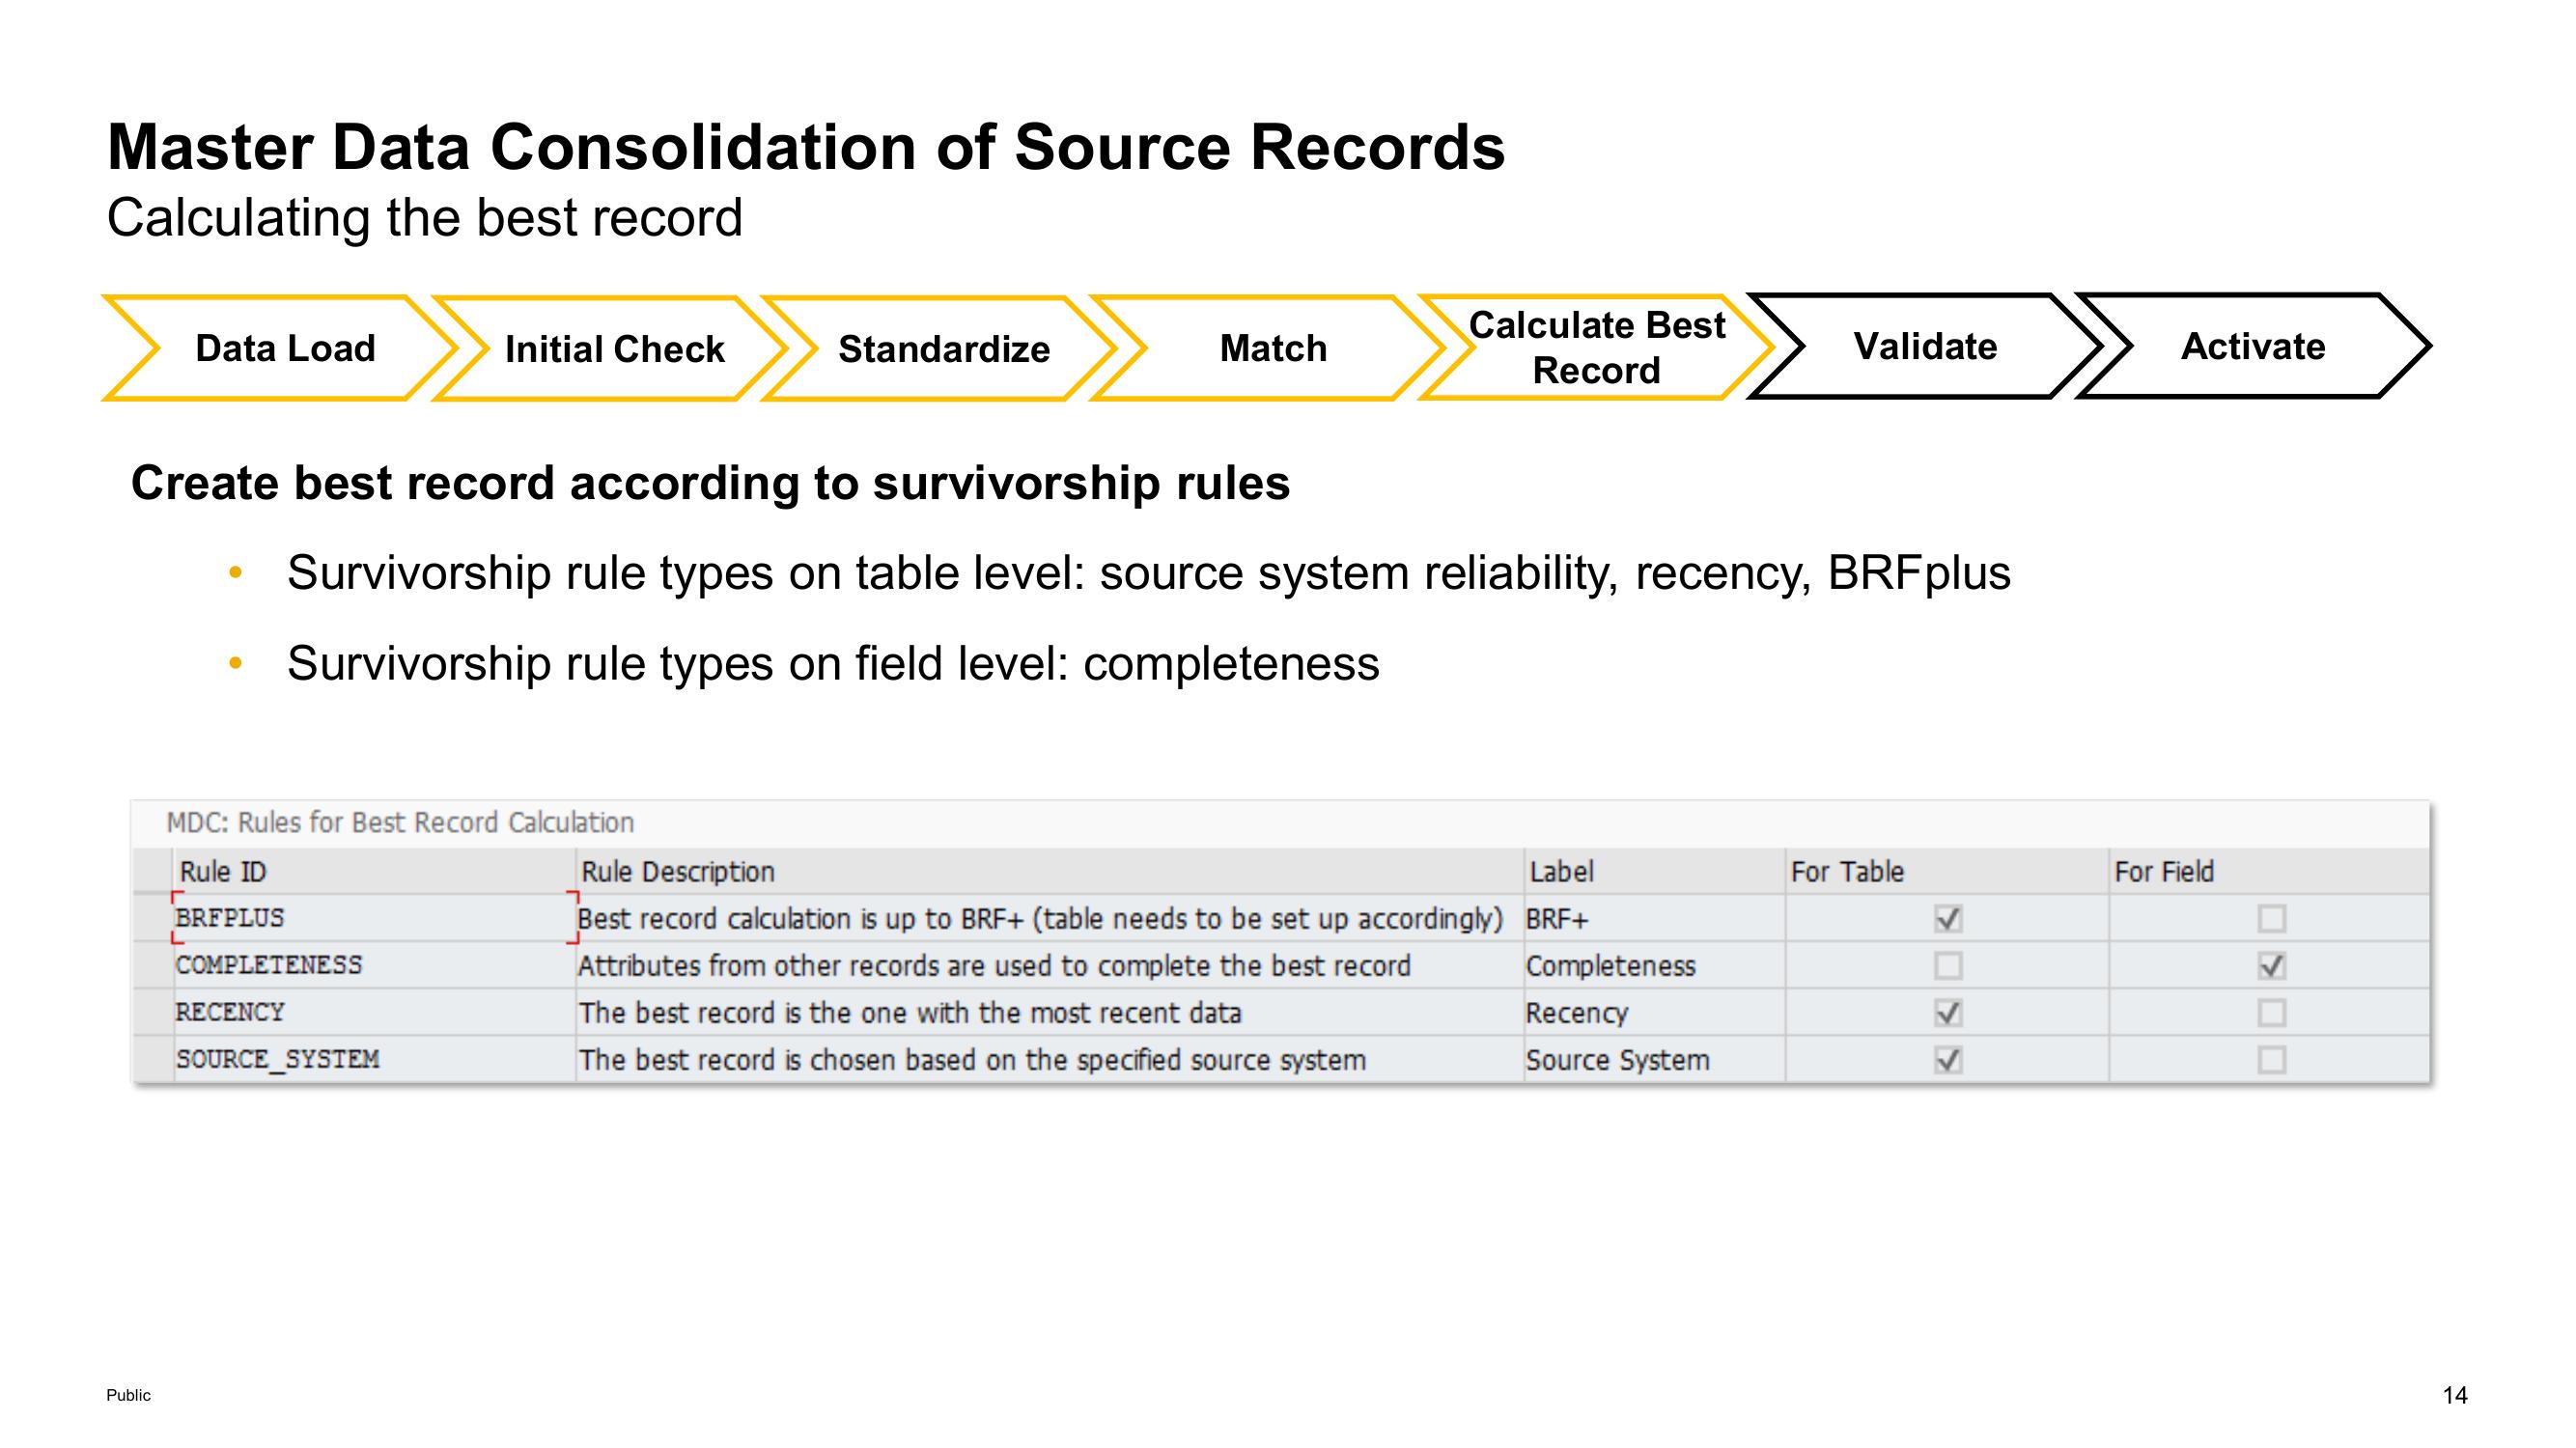 Master Data Consolidation of Source Records
Calculating the best record
Data Load
Initial Check
Standardize
Match
Calculate Best
Record
Validate
Activate
Create best record according to survivorship rules
• Survivorship rule types on table level: source system reliability, recency, BRFplus
• Survivorship rule types on field level: completeness
MDC: Rules for Best Record Calculation
Rule ID Rule Description Label For Table For Field
BRFPLUS Best record calculation is up to BRF+ (table needs to be set up accordingly) BRF+
COMPLETENESS Attributes from other records are used to complete the best record Completeness
RECENCY The best record is the one with the most recent data Recency
SOURCE_SYSTEM The best record is chosen based on the specified source system Source System
Public
14